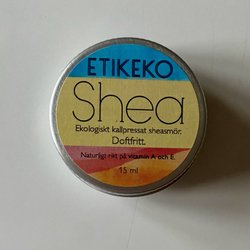 ETIKEKO
Shea
Ekologiskt kallpressat sheasmör.
Doftfritt.
Naturligt rikt på vitamin A och E.
15 ml